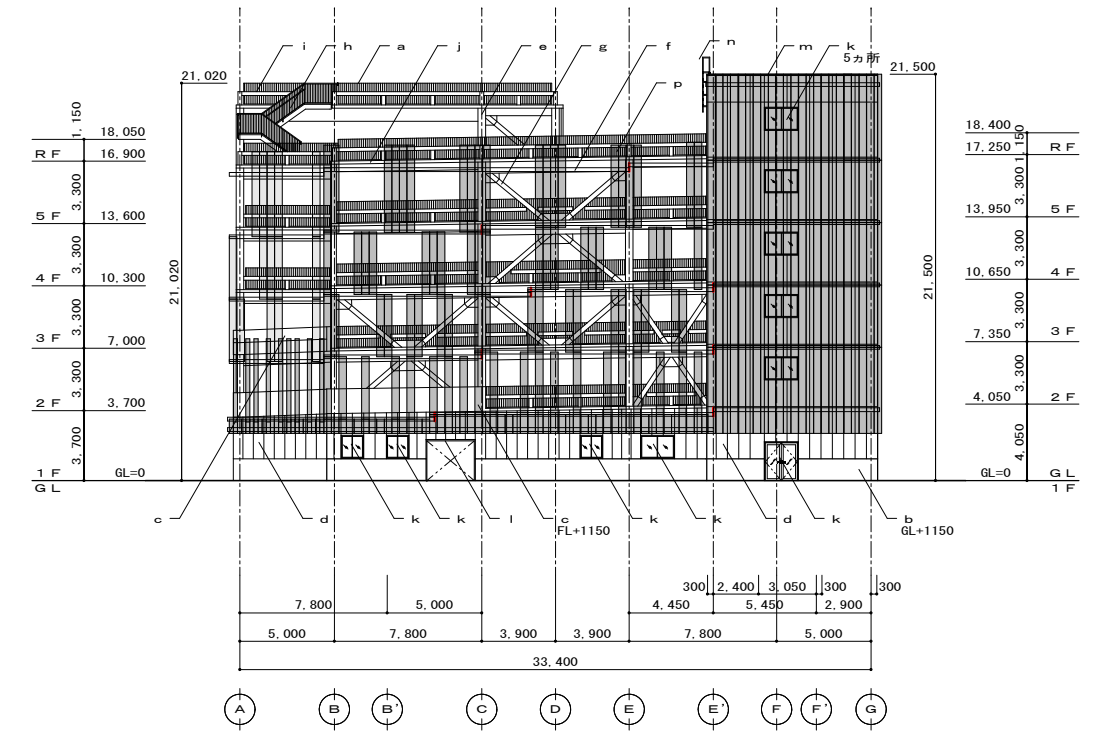 i h a j e g f p n m k
5ヵ所
21,020
21,500
1,150
18,050
RF 16,900
3,300
5F 13,600
3,300
4F 10,300
3,300
3F 7,000
3,300
2F 3,700
3,700
1F GL=0
GL
21,020
18,400
1,150
17,250 RF
3,300
13,950 5F
3,300
10,650 4F
3,300
7,350 3F
3,300
4,050 2F
4,050
GL=0 GL
1F
21,500
c d k k l c k k d k b
FL+1150
GL+1150
300 2,400 3,050 300 300
7,800 5,000 4,450 5,450 2,900
5,000 7,800 3,900 3,900 7,800 5,000
33,400
A B B' C D E E' F F' G